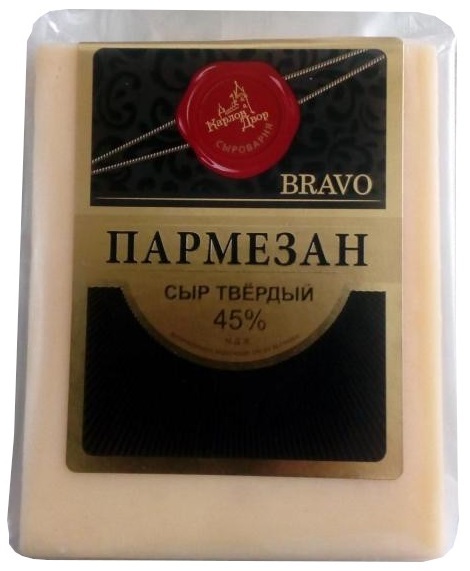 Карлов Двор
СЫРОВАРНЯ
BRAVO
ПАРМЕЗАН
СЫР ТВЁРДЫЙ
45%